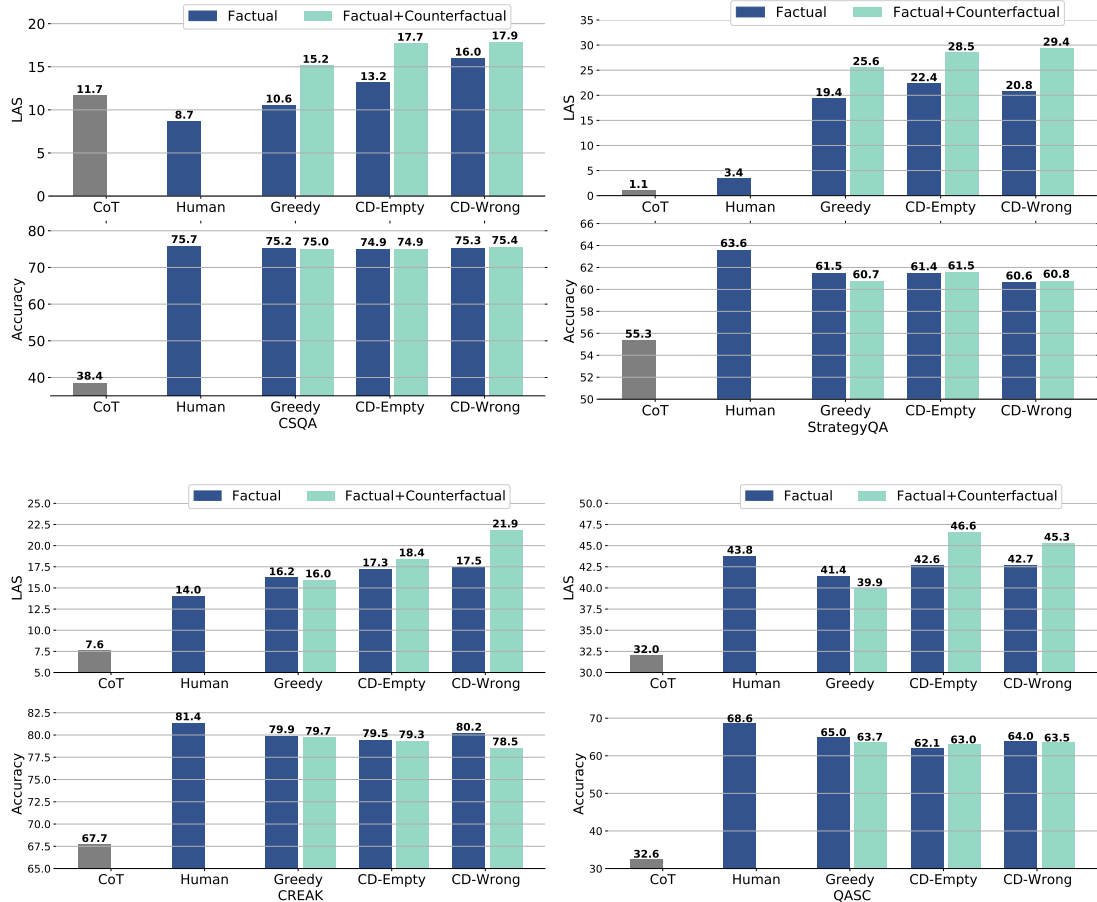 Factual Factual+Counterfactual
20
15
10
5
0
LAS
11.7 8.7 10.6 15.2 13.2 17.7 16.0 17.9
CoT Human Greedy CD-Empty CD-Wrong
80
70
60
50
40
Accuracy
38.4 75.7 75.2 75.0 74.9 74.9 75.3 75.4
CoT Human Greedy CD-Empty CD-Wrong
CSQA
Factual Factual+Counterfactual
35
30
25
20
15
10
5
0
LAS
1.1 3.4 19.4 25.6 22.4 28.5 20.8 29.4
CoT Human Greedy CD-Empty CD-Wrong
66
64
62
60
58
56
54
52
50
Accuracy
55.3 63.6 61.5 60.7 61.4 61.5 60.6 60.8
CoT Human Greedy CD-Empty CD-Wrong
StrategyQA
Factual Factual+Counterfactual
25.0
22.5
20.0
17.5
15.0
12.5
10.0
7.5
5.0
LAS
7.6 14.0 16.2 16.0 17.3 18.4 17.5 21.9
CoT Human Greedy CD-Empty CD-Wrong
82.5
80.0
77.5
75.0
72.5
70.0
67.5
65.0
Accuracy
67.7 81.4 79.9 79.7 79.5 79.3 80.2 78.5
CoT Human Greedy CD-Empty CD-Wrong
CREAK
Factual Factual+Counterfactual
50.0
47.5
45.0
42.5
40.0
37.5
35.0
32.5
30.0
LAS
32.0 43.8 41.4 39.9 42.6 46.6 42.7 45.3
CoT Human Greedy CD-Empty CD-Wrong
70
60
50
40
30
Accuracy
32.6 68.6 65.0 63.7 62.1 63.0 64.0 63.5
CoT Human Greedy CD-Empty CD-Wrong
QASC